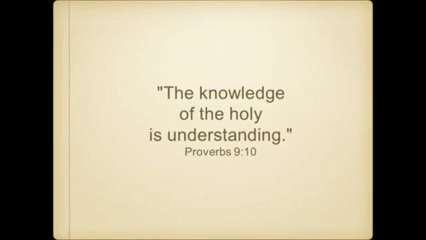 "The knowledge
of the holy
is understanding."
Proverbs 9:10